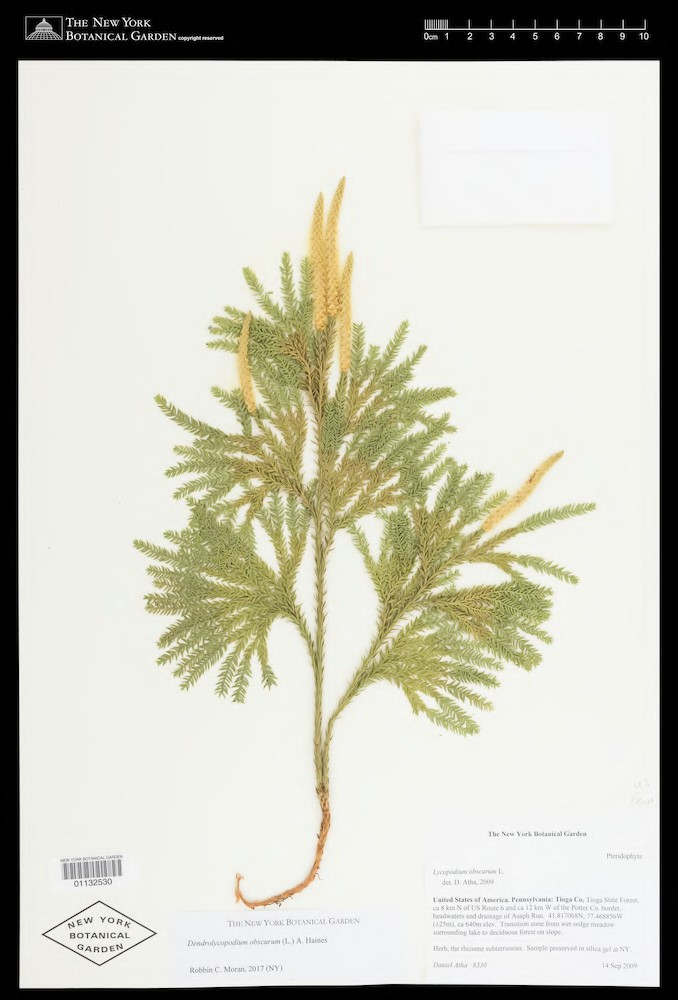 THE NEW YORK
BOTANICAL GARDEN copyright reserved
0cm 1 2 3 4 5 6 7 8 9 10
The New York Botanical Garden
Pteridophyte
Lycopodium obscurum L.
det. D. Atha, 2009
United States of America. Pennsylvania: Tioga Co. Tioga State Forest,
ca 8 km N of US Route 6 and ca 12 km W of the Potter Co. border,
headwaters and drainage of Asaph Run. 41.817068N, 77.468856W
(±25m), ca 640m elev. Transition zone from wet sedge meadow
surrounding lake to deciduous forest on slope.
Herb, the rhizome subterranean. Sample preserved in silica gel at NY.
Daniel Atha 8330
14 Sep 2009
NEW YORK BOTANICAL GARDEN
01132530
NEW YORK
BOTANICAL
GARDEN
THE NEW YORK BOTANICAL GARDEN
Dendrolycopodium obscurum (L.) A. Haines
Robbin C. Moran, 2017 (NY)